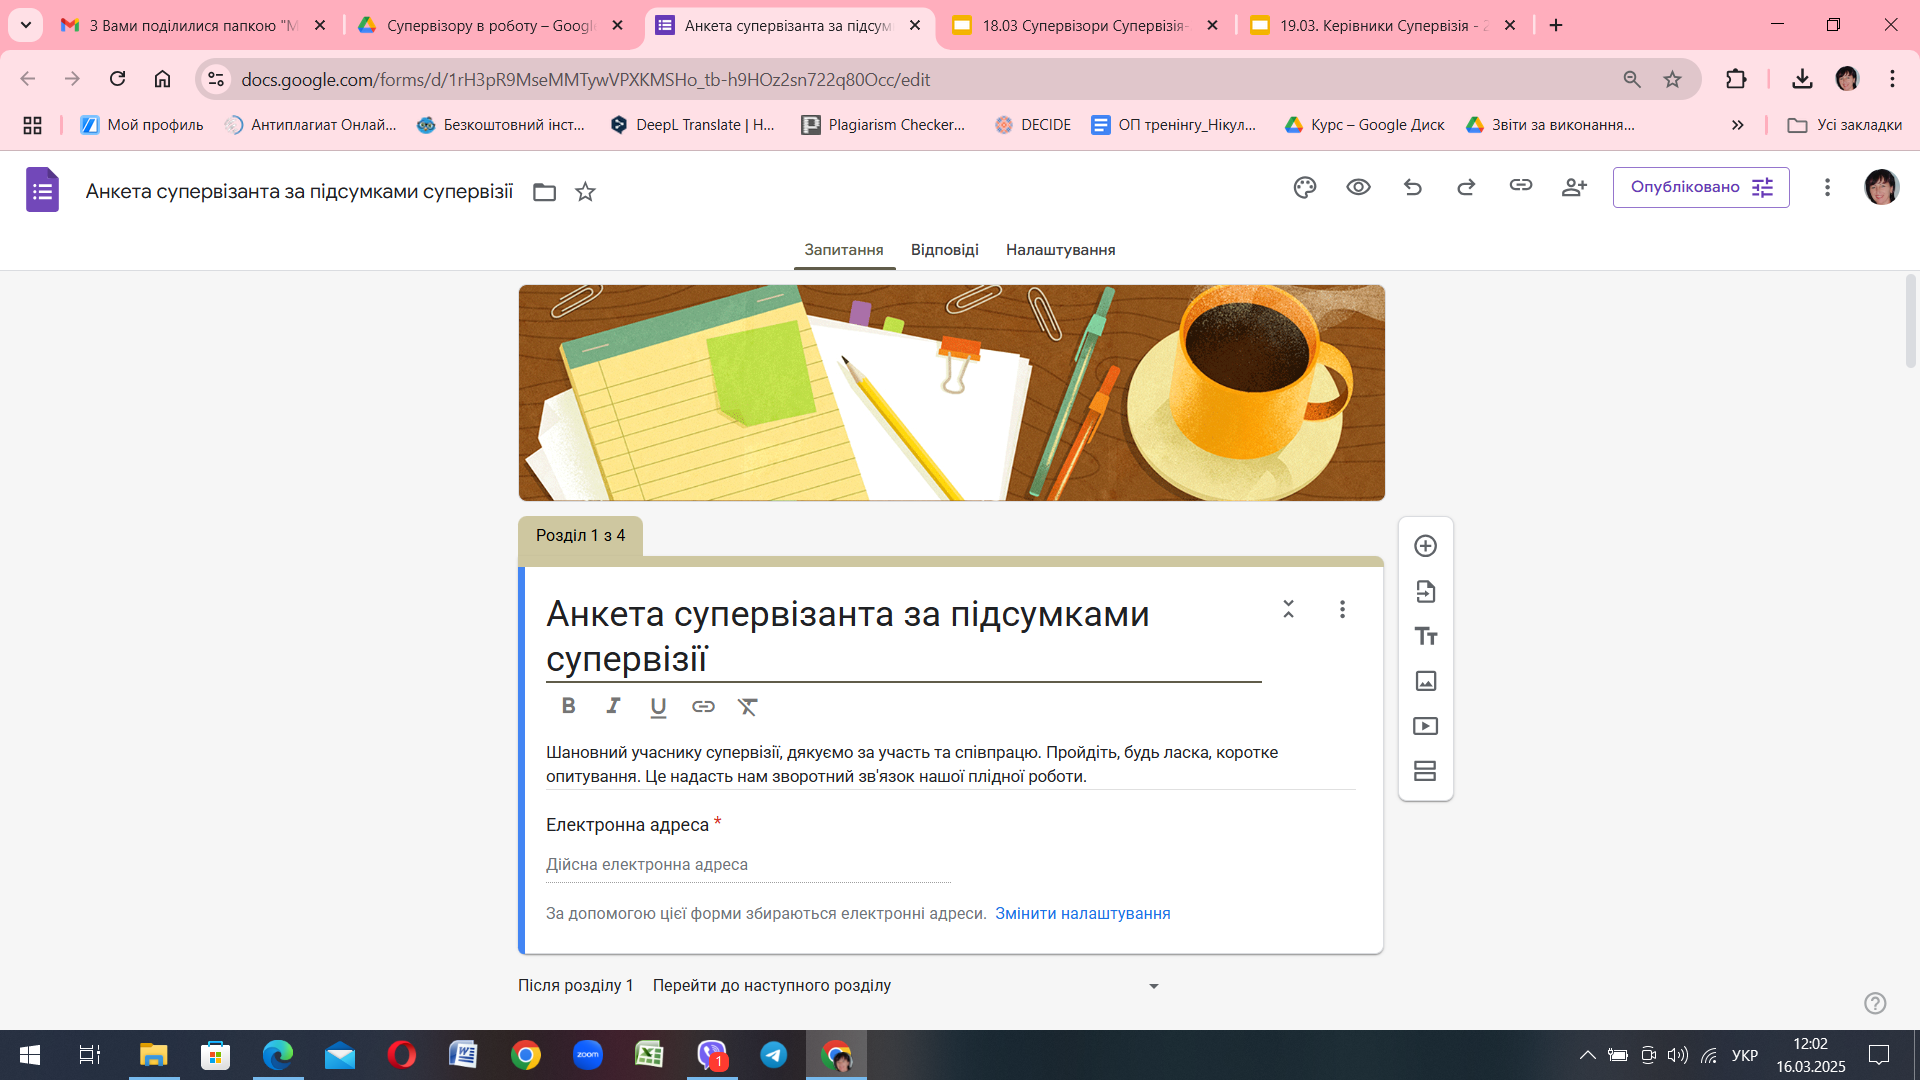 З Вами поділилися папкою "М
Супервізору в роботу – Googl
Анкета супервізанта за підсум
18.03 Супервізори Супервізія-
19.03. Керівники Супервізія - 2
docs.google.com/forms/d/1rH3pR9MseMMTywVPXKMSHo_tb-h9HOz2sn722q80Occ/edit
Мой профиль
Антиплагиат Онлай...
Безкоштовний інст...
DeepL Translate | Н...
Plagiarism Checker...
DECIDE
ОП тренінгу_Нікул...
Курс – Google Диск
Звіти за виконання...
Усі закладки
Анкета супервізанта за підсумками супервізії
Опубліковано
Запитання
Відповіді
Налаштування
Розділ 1 з 4
Анкета супервізанта за підсумками
супервізії
Шановний учаснику супервізії, дякуємо за участь та співпрацю. Пройдіть, будь ласка, коротке
опитування. Це надасть нам зворотний зв'язок нашої плідної роботи.
Електронна адреса *
Дійсна електронна адреса
За допомогою цієї форми збираються електронні адреси. Змінити налаштування
Після розділу 1 Перейти до наступного розділу
zoom
1
УКР
12:02
16.03.2025